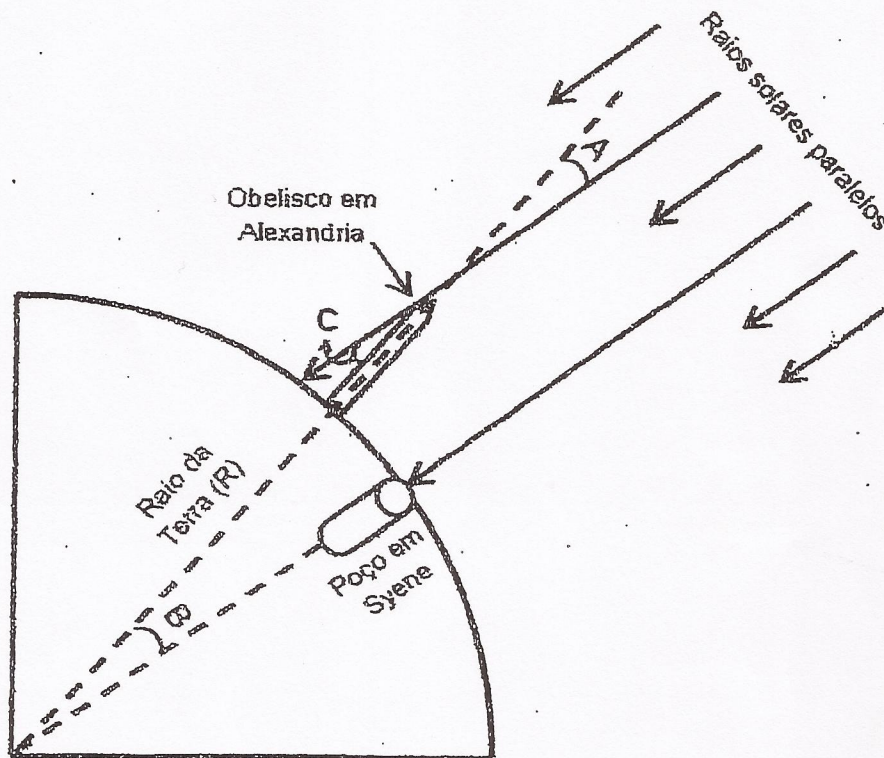 Raios solares paralelos
A
Obelisco em
Alexandria
C
Raio da
Terra (R)
Poço em
Syene
B